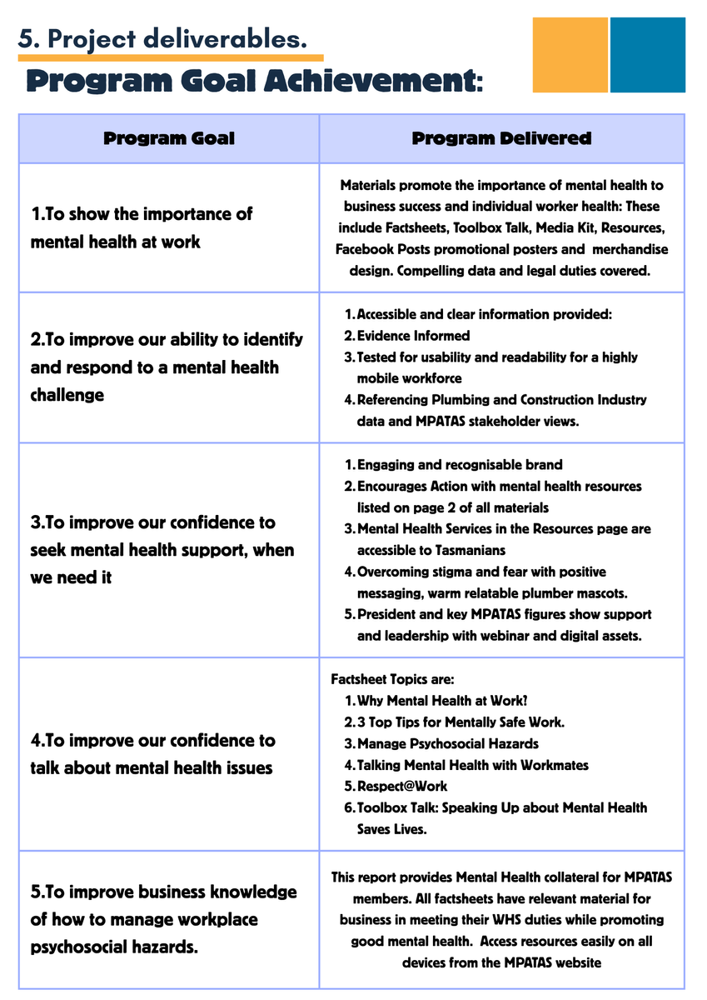 5. Project deliverables.
Program Goal Achievement:
Program Goal
Program Delivered
1.To show the importance of
mental health at work
Materials promote the importance of mental health to
business success and individual worker health: These
include Factsheets, Toolbox Talk, Media Kit, Resources,
Facebook Posts promotional posters and  merchandise
design. Compelling data and legal duties covered.
2.To improve our ability to identify
and respond to a mental health
challenge
1. Accessible and clear information provided:
2. Evidence Informed
3. Tested for usability and readability for a highly
mobile workforce
4. Referencing Plumbing and Construction Industry
data and MPATAS stakeholder views.
3.To improve our confidence to
seek mental health support, when
we need it
1. Engaging and recognisable brand
2. Encourages Action with mental health resources
listed on page 2 of all materials
3. Mental Health Services in the Resources page are
accessible to Tasmanians
4. Overcoming stigma and fear with positive
messaging, warm relatable plumber mascots.
5. President and key MPATAS figures show support
and leadership with webinar and digital assets.
4.To improve our confidence to
talk about mental health issues
Factsheet Topics are:
1. Why Mental Health at Work?
2. 3 Top Tips for Mentally Safe Work.
3. Manage Psychosocial Hazards
4. Talking Mental Health with Workmates
5. Respect@Work
6. Toolbox Talk: Speaking Up about Mental Health
Saves Lives.
5.To improve business knowledge
of how to manage workplace
psychosocial hazards.
This report provides Mental Health collateral for MPATAS
members. All factsheets have relevant material for
business in meeting their WHS duties while promoting
good mental health.  Access resources easily on all
devices from the MPATAS website